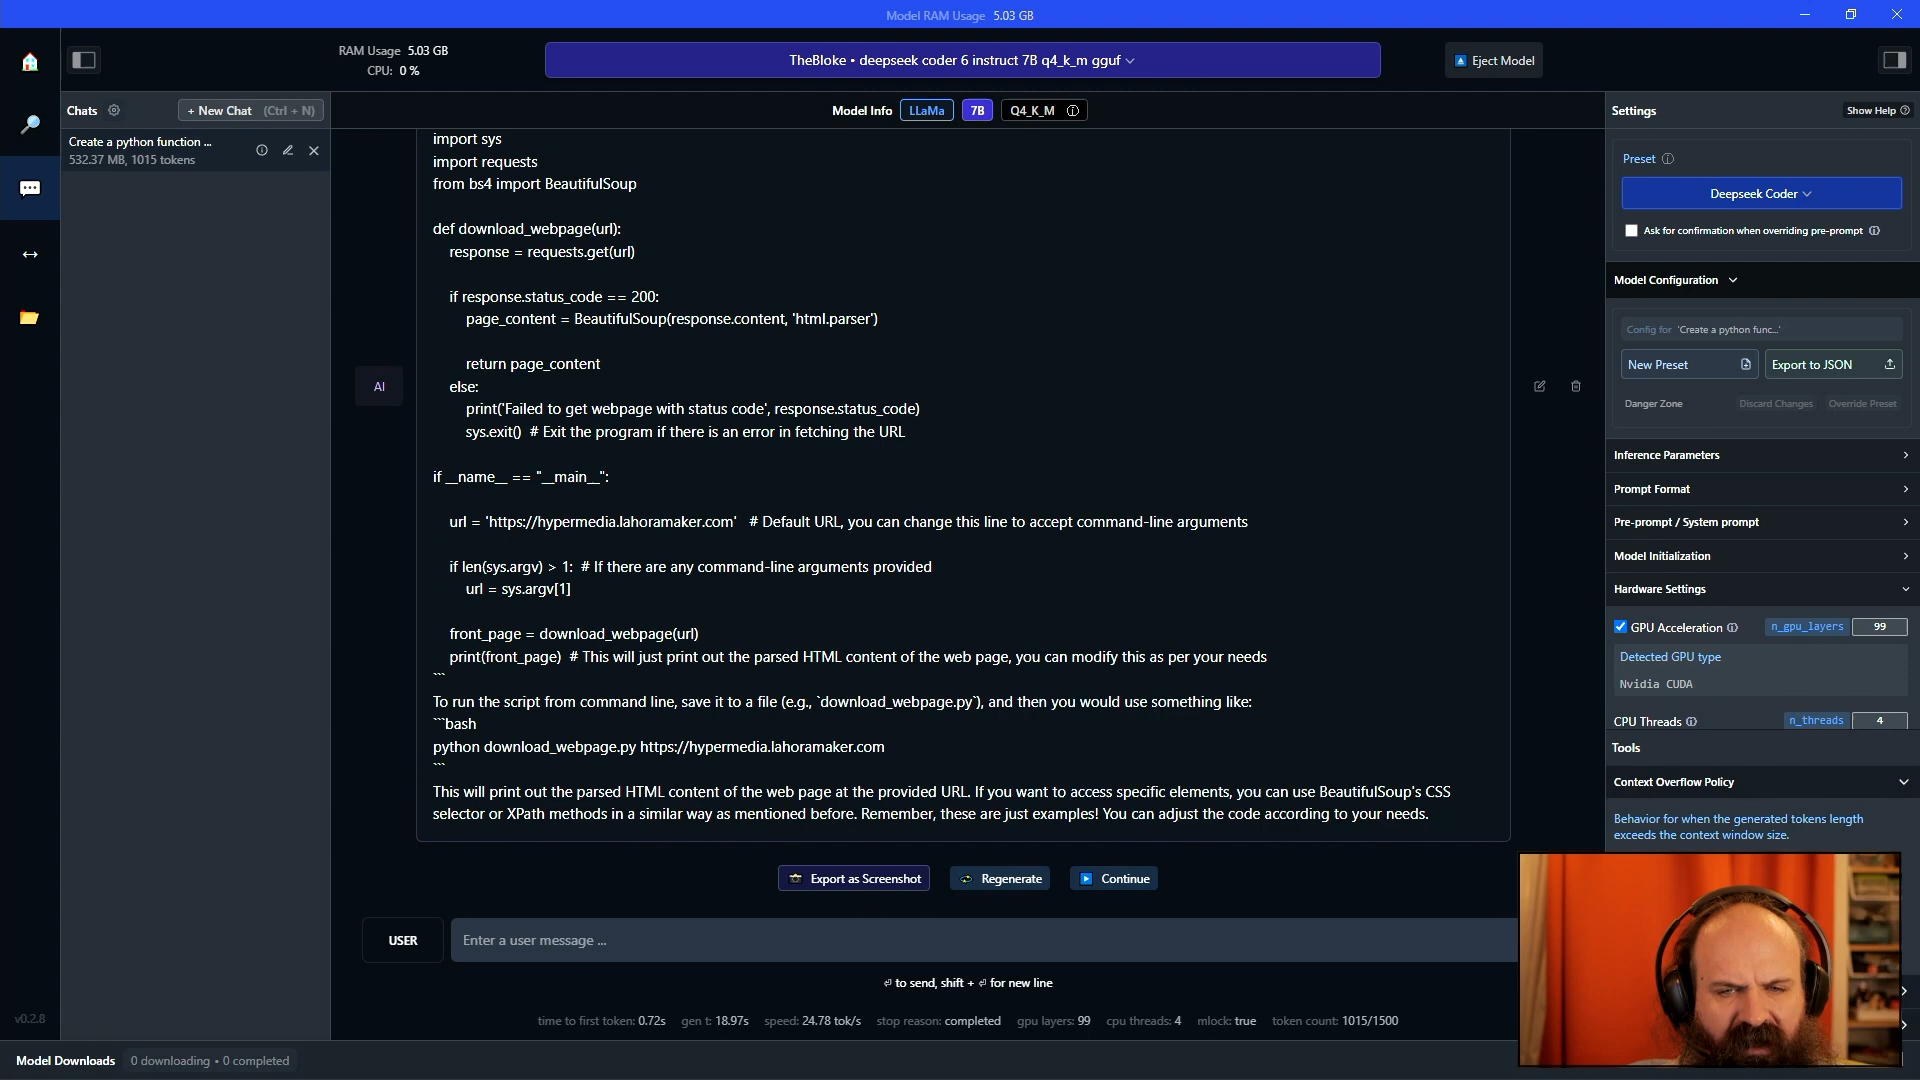 Model RAM Usage 5.03 GB
RAM Usage 5.03 GB
CPU: 0 %
TheBloke • deepseek coder 6 instruct 7B q4_k_m gguf
Eject Model
Chats
+ New Chat (Ctrl + N)
Create a python function ...
532.37 MB, 1015 tokens
Model Info LLaMa 7B Q4_K_M
import sys
import requests
from bs4 import BeautifulSoup
def download_webpage(url):
response = requests.get(url)
if response.status_code == 200:
page_content = BeautifulSoup(response.content, 'html.parser')
return page_content
else:
print('Failed to get webpage with status code', response.status_code)
sys.exit() # Exit the program if there is an error in fetching the URL
if __name__ == "__main__":
url = 'https://hypermedia.lahoramaker.com' # Default URL, you can change this line to accept command-line arguments
if len(sys.argv) > 1: # If there are any command-line arguments provided
url = sys.argv[1]
front_page = download_webpage(url)
print(front_page) # This will just print out the parsed HTML content of the web page, you can modify this as per your needs
```
To run the script from command line, save it to a file (e.g., `download_webpage.py`), and then you would use something like:
```bash
python download_webpage.py https://hypermedia.lahoramaker.com
```
This will print out the parsed HTML content of the web page at the provided URL. If you want to access specific elements, you can use BeautifulSoup's CSS
selector or XPath methods in a similar way as mentioned before. Remember, these are just examples! You can adjust the code according to your needs.
AI
Export as Screenshot
Regenerate
Continue
USER
Enter a user message ...
⏎ to send, shift + ⏎ for new line
time to first token: 0.72s gen t: 18.97s speed: 24.78 tok/s stop reason: completed gpu layers: 99 cpu threads: 4 mlock: true token count: 1015/1500
Settings
Show Help
Preset
Deepseek Coder
Ask for confirmation when overriding pre-prompt
Model Configuration
Config for 'Create a python func...'
New Preset
Export to JSON
Danger Zone Discard Changes Override Preset
Inference Parameters
Prompt Format
Pre-prompt / System prompt
Model Initialization
Hardware Settings
GPU Acceleration n_gpu_layers 99
Detected GPU type
Nvidia CUDA
CPU Threads n_threads 4
Tools
Context Overflow Policy
Behavior for when the generated tokens length
exceeds the context window size.
v0.2.8
Model Downloads 0 downloading • 0 completed